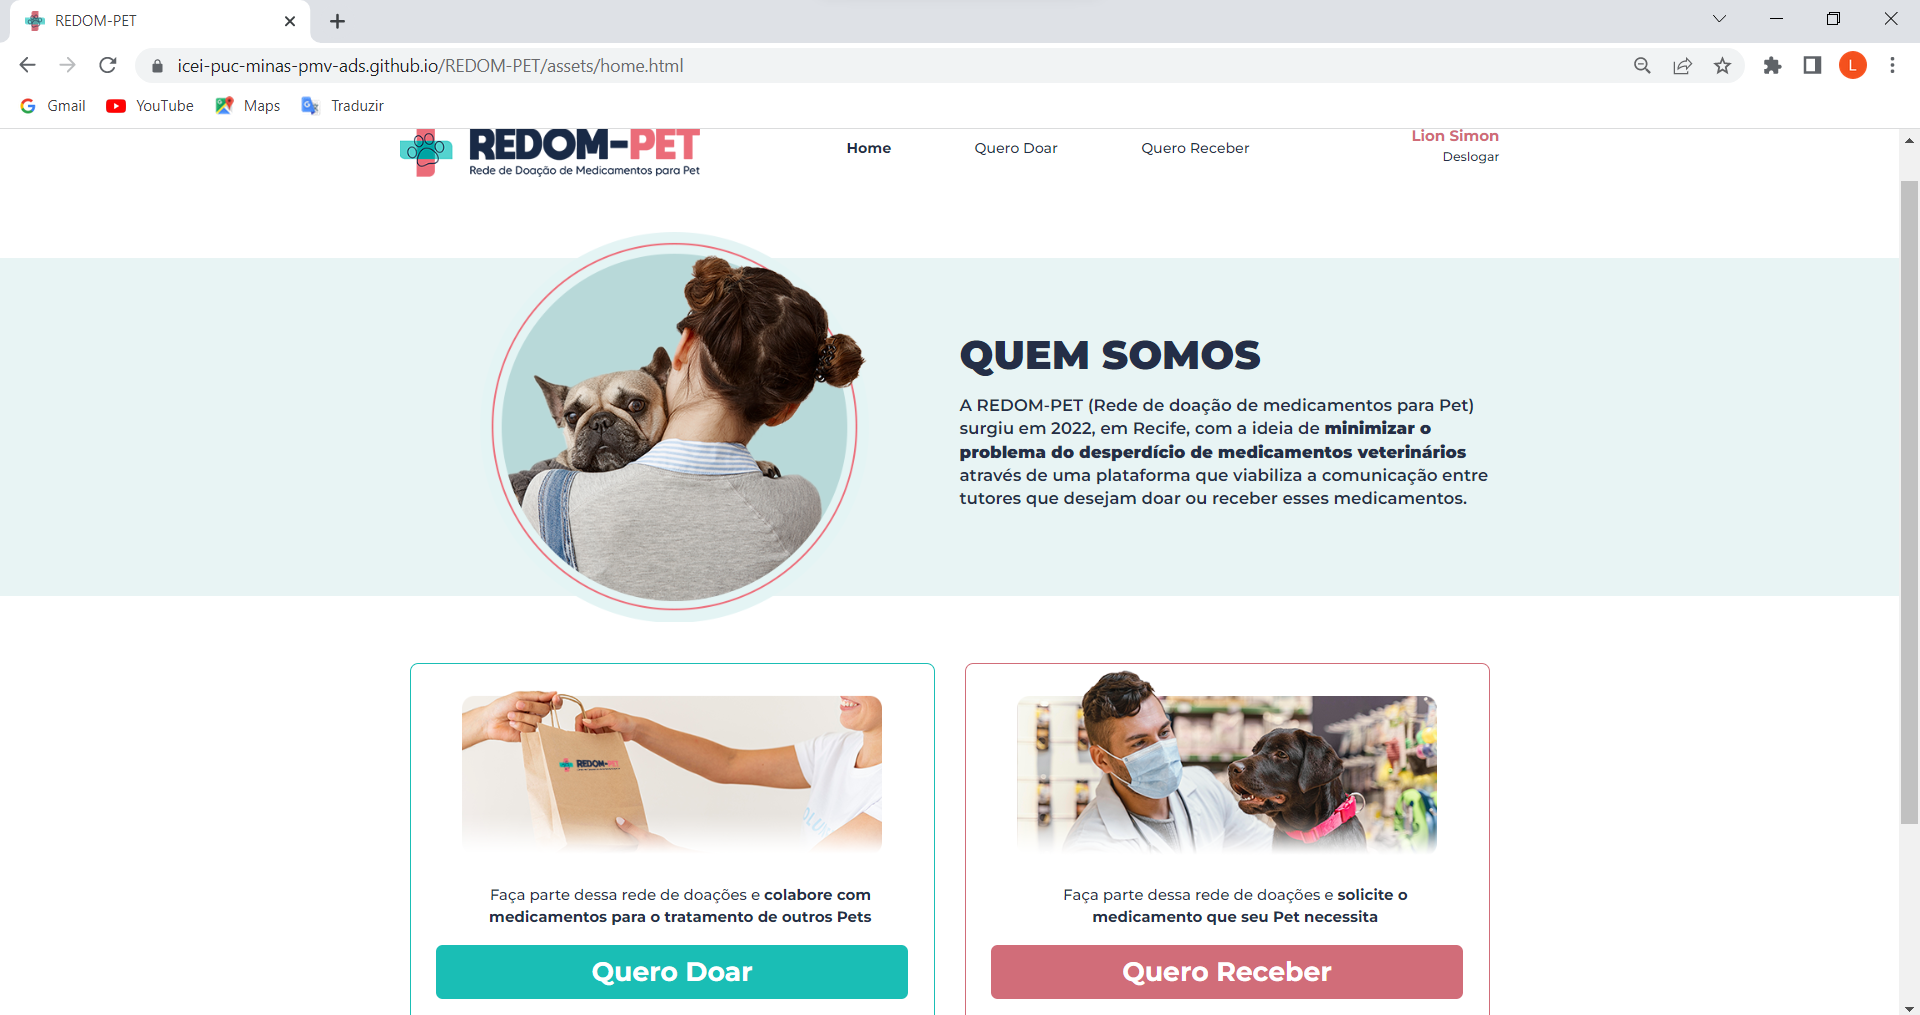 REDOM-PET
icei-puc-minas-pmv-ads.github.io/REDOM-PET/assets/home.html
L
Gmail YouTube Maps Traduzir
REDOM-PET
Rede de Doação de Medicamentos para Pet
Home Quero Doar Quero Receber
Lion Simon
Deslogar
QUEM SOMOS
A REDOM-PET (Rede de doação de medicamentos para Pet)
surgiu em 2022, em Recife, com a ideia de minimizar o
problema do desperdício de medicamentos veterinários
através de uma plataforma que viabiliza a comunicação entre
tutores que desejam doar ou receber esses medicamentos.
REDOM-PET
Faça parte dessa rede de doações e colabore com
medicamentos para o tratamento de outros Pets
Quero Doar
Faça parte dessa rede de doações e solicite o
medicamento que seu Pet necessita
Quero Receber